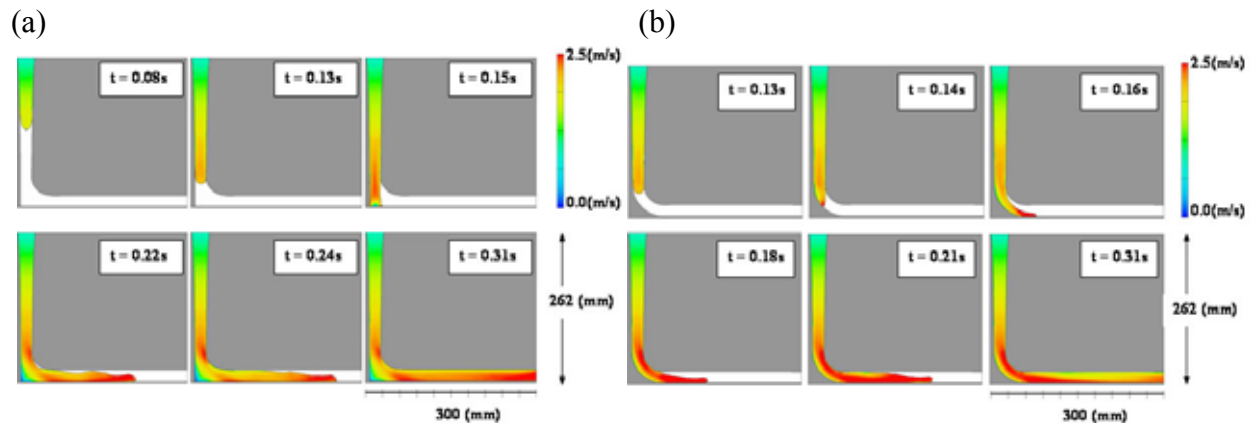 (a)
(b)
t = 0.08s
t = 0.13s
t = 0.15s
2.5(m/s)
0.0(m/s)
t = 0.22s
t = 0.24s
t = 0.31s
262 (mm)
300 (mm)
t = 0.13s
t = 0.14s
t = 0.16s
2.5(m/s)
0.0(m/s)
t = 0.18s
t = 0.21s
t = 0.31s
262 (mm)
300 (mm)